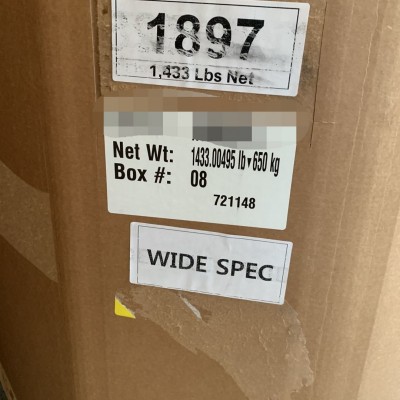 1897
1,433 Lbs Net
Net Wt: 1433.00495 lb▾650 kg
Box #: 08
721148
WIDE SPEC